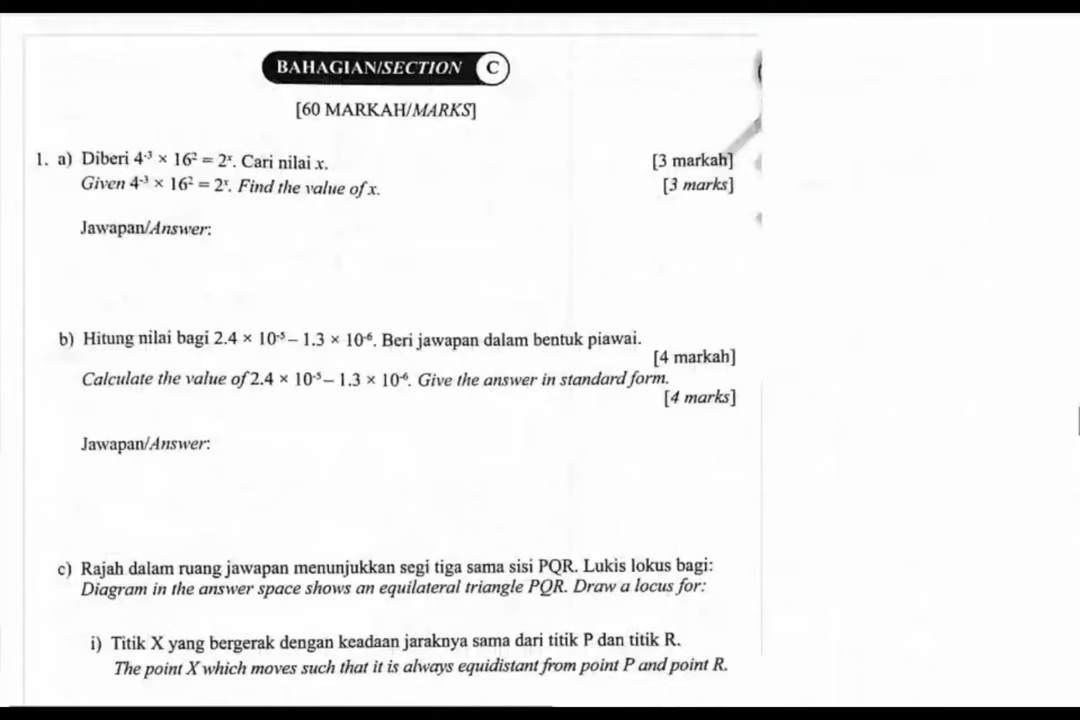 BAHAGIAN/SECTION C
[60 MARKAH/MARKS]
1. a) Diberi 4⁻³ × 16² = 2ˣ. Cari nilai x. [3 markah]
Given 4⁻³ × 16² = 2ˣ. Find the value of x. [3 marks]
Jawapan/Answer:
b) Hitung nilai bagi 2.4 × 10⁻⁵ – 1.3 × 10⁻⁶. Beri jawapan dalam bentuk piawai.
[4 markah]
Calculate the value of 2.4 × 10⁻⁵ – 1.3 × 10⁻⁶. Give the answer in standard form.
[4 marks]
Jawapan/Answer:
c) Rajah dalam ruang jawapan menunjukkan segi tiga sama sisi PQR. Lukis lokus bagi:
Diagram in the answer space shows an equilateral triangle PQR. Draw a locus for:
i) Titik X yang bergerak dengan keadaan jaraknya sama dari titik P dan titik R.
The point X which moves such that it is always equidistant from point P and point R.